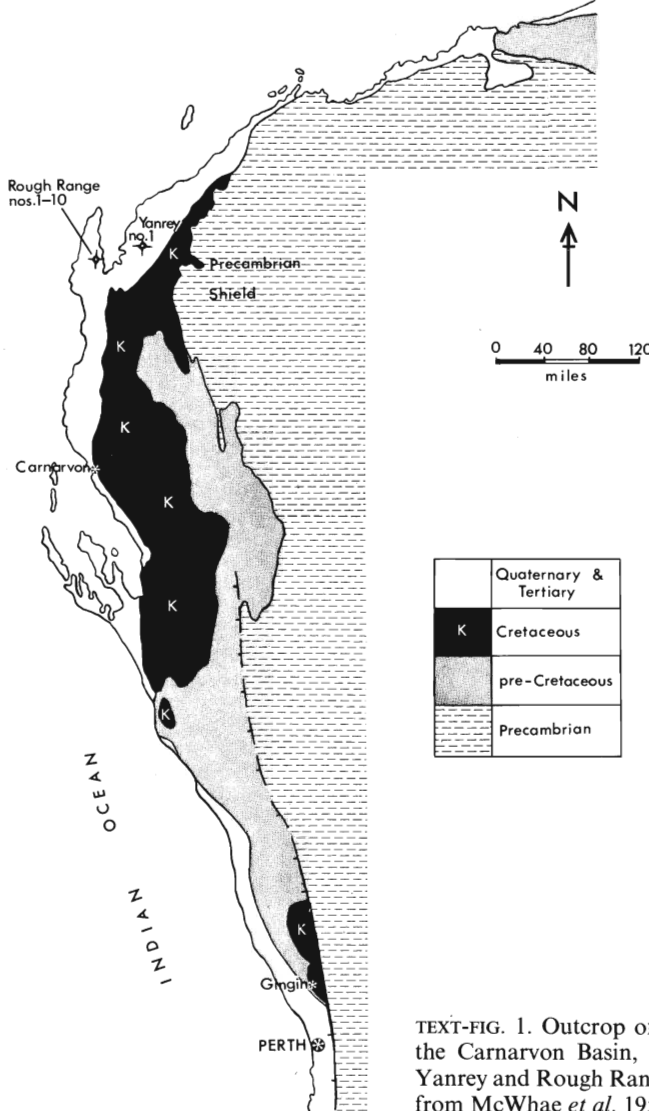 Rough Range
nos.1–10
Yanrey
no.1
K
Precambrian
Shield
N
0 40 80 120
miles
K
K
Carnarvon
K
K
Quaternary &
Tertiary
K Cretaceous
pre-Cretaceous
Precambrian
K
INDIAN OCEAN
K
Gingin
PERTH
TEXT-FIG. 1. Outcrop of
the Carnarvon Basin,
Yanrey and Rough Ran
from McWhae et al. 19